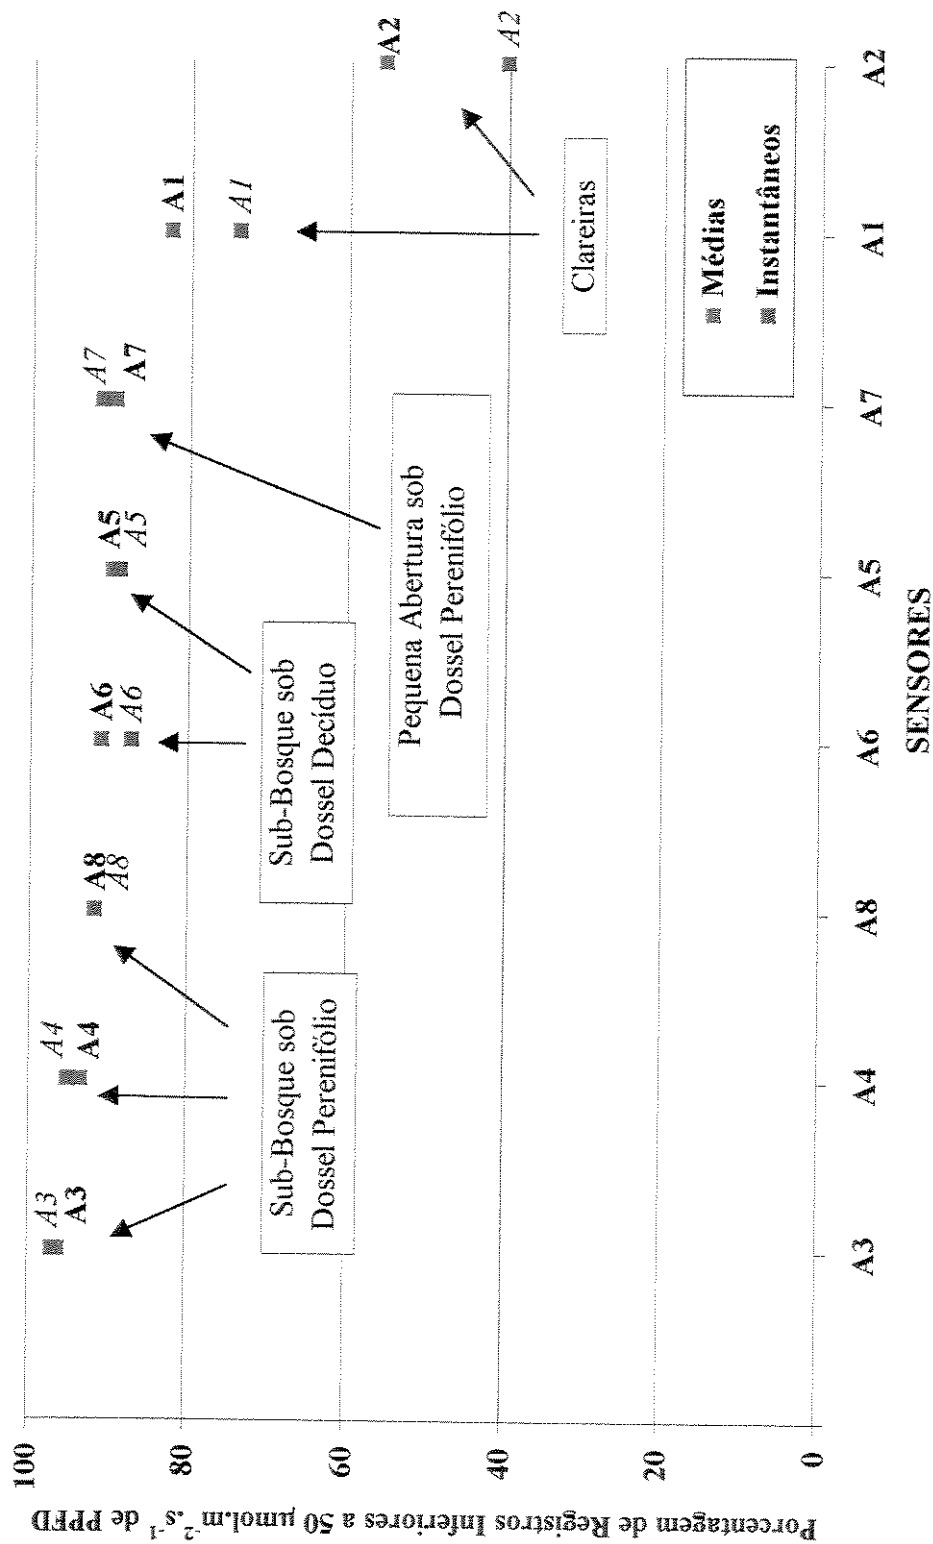 Porcentagem de Registros Inferiores a 50 µmol.m⁻².s⁻¹ de PPFD
100
80
60
40
20
0
A3
A3
A4
A4
A8
A8
A6
A6
A5
A5
A7
A7
A1
A1
A2
A2
Sub-Bosque sob
Dossel Perenifólio
Sub-Bosque sob
Dossel Decíduo
Pequena Abertura sob
Dossel Perenifólio
Clareiras
Médias
Instantâneos
A3
A4
A8
A6
A5
A7
A1
A2
SENSORES